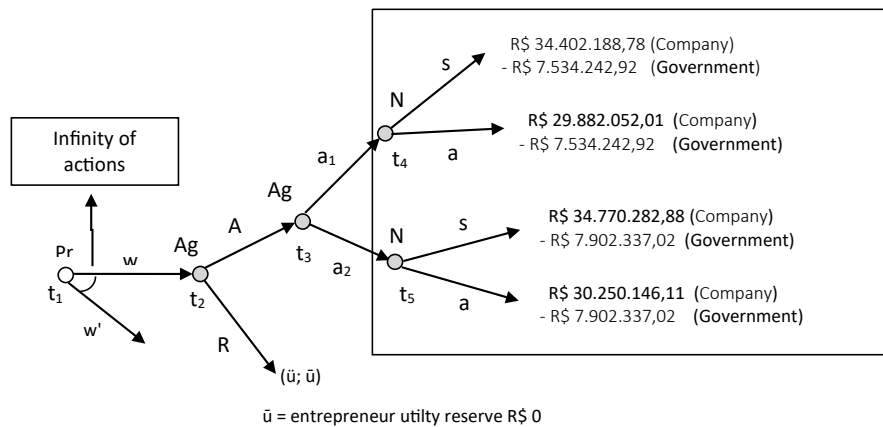 R$ 34.402.188,78 (Company)
s
- R$ 7.534.242,92 (Government)
N
R$ 29.882.052,01 (Company)
Infinity of
actions
a1
t4
a
- R$ 7.534.242,92 (Government)
Ag
A
N
R$ 34.770.282,88 (Company)
s
Pr
Ag
t3
- R$ 7.902.337,02 (Government)
w
a2
t1
t2
t5
R$ 30.250.146,11 (Company)
a
- R$ 7.902.337,02 (Government)
w'
R
(ü; ū)
ū = entrepreneur utilty reserve R$ 0